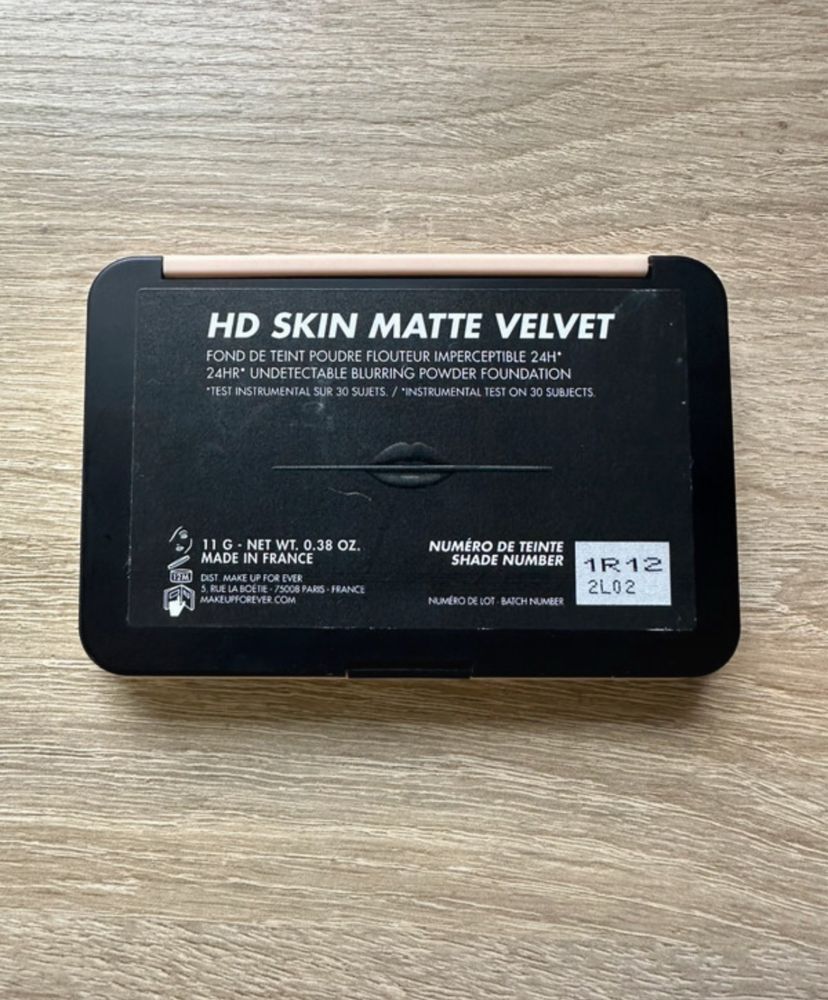 HD SKIN MATTE VELVET
FOND DE TEINT POUDRE FLOUTEUR IMPERCEPTIBLE 24H*
24HR* UNDETECTABLE BLURRING POWDER FOUNDATION
*TEST INSTRUMENTAL SUR 30 SUJETS. / *INSTRUMENTAL TEST ON 30 SUBJECTS.
11 G - NET WT. 0.38 OZ.
MADE IN FRANCE
12M
DIST. MAKE UP FOR EVER
5, RUE LA BOÉTIE - 75008 PARIS - FRANCE
MAKEUPFOREVER.COM
NUMÉRO DE TEINTE
SHADE NUMBER
1R12
2L02
NUMÉRO DE LOT - BATCH NUMBER